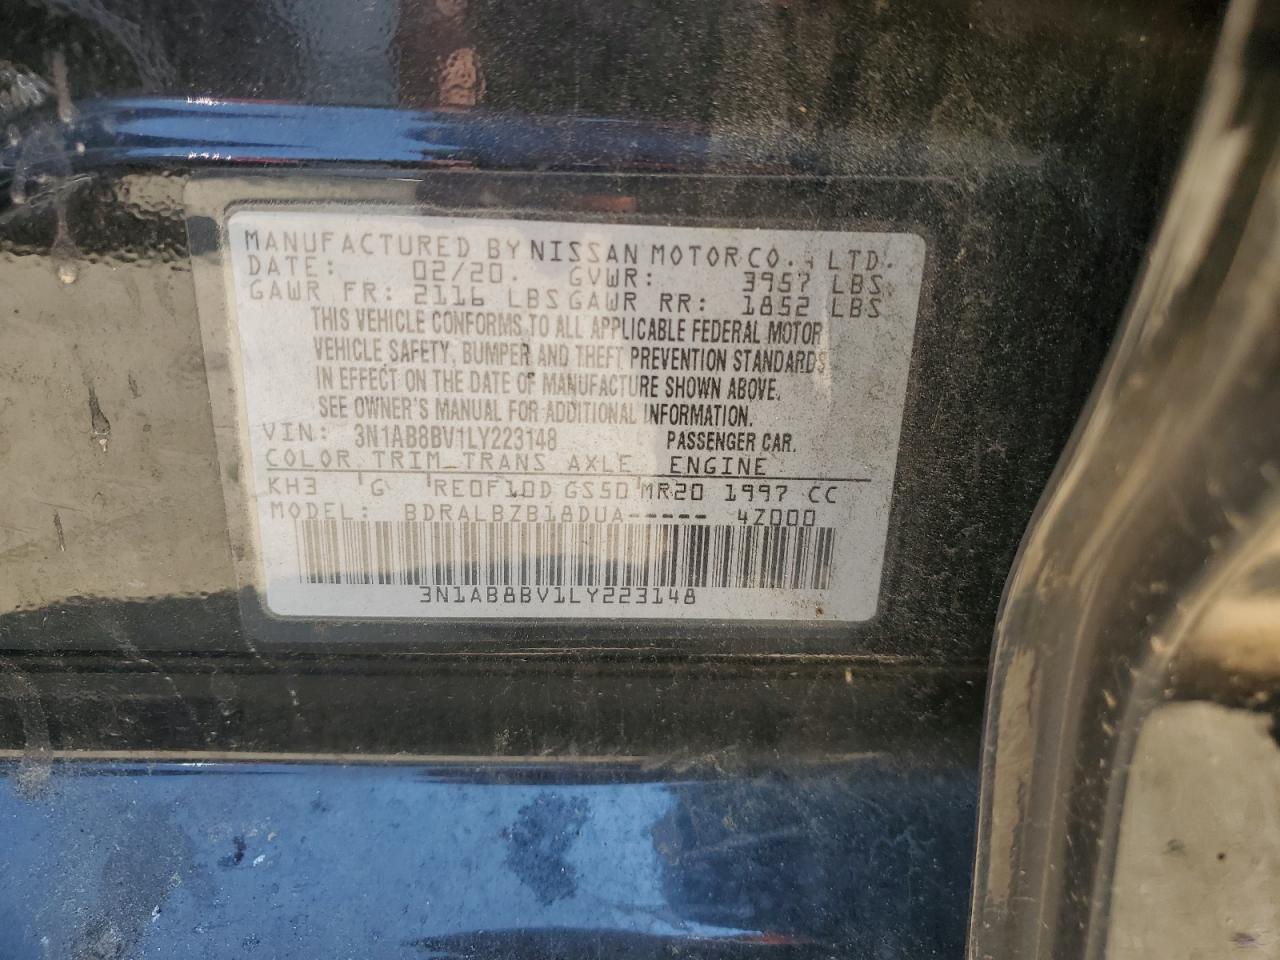 MANUFACTURED BY NISSAN MOTOR CO., LTD.
DATE: 02/20. GVWR: 3957 LBS
GAWR FR: 2116 LBS GAWR RR: 1852 LBS
THIS VEHICLE CONFORMS TO ALL APPLICABLE FEDERAL MOTOR
VEHICLE SAFETY, BUMPER AND THEFT PREVENTION STANDARDS
IN EFFECT ON THE DATE OF MANUFACTURE SHOWN ABOVE.
SEE OWNER'S MANUAL FOR ADDITIONAL INFORMATION.
VIN: 3N1AB8BV1LY223148 PASSENGER CAR.
COLOR TRIM TRANS AXLE ENGINE
KH3 G RE0F10D GS50 MR20 1997 CC
MODEL: BDRALBZB18DUA----- 4Z000
3N1AB8BV1LY223148